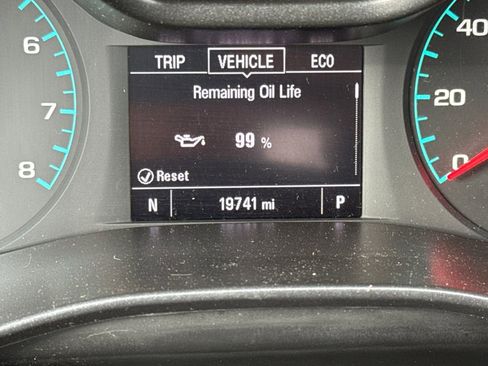 TRIP VEHICLE ECO
Remaining Oil Life
99 %
Reset
N 19741 mi P
6
7
8
40
20
0